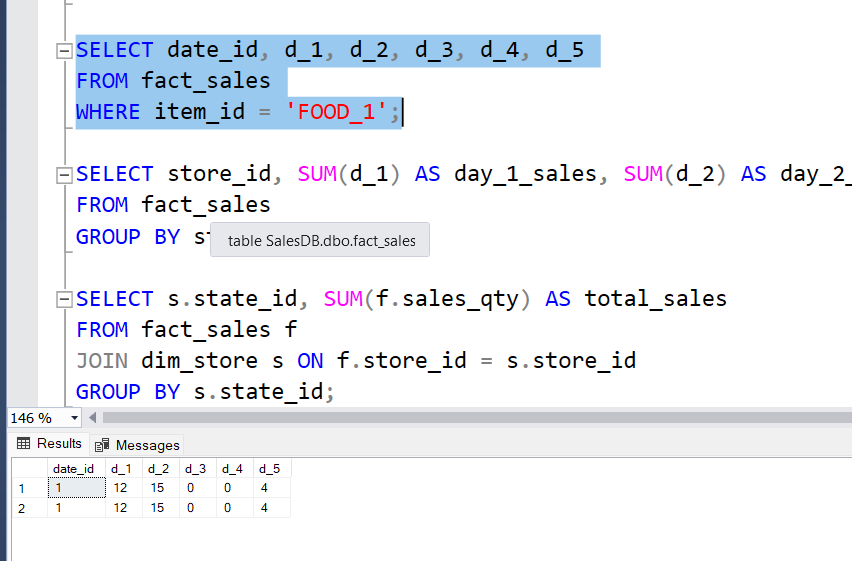 SELECT date_id, d_1, d_2, d_3, d_4, d_5
FROM fact_sales
WHERE item_id = 'FOOD_1';
SELECT store_id, SUM(d_1) AS day_1_sales, SUM(d_2) AS day_2_
FROM fact_sales
GROUP BY
table SalesDB.dbo.fact_sales
SELECT s.state_id, SUM(f.sales_qty) AS total_sales
FROM fact_sales f
JOIN dim_store s ON f.store_id = s.store_id
GROUP BY s.state_id;
146 %
Results Messages
date_id d_1 d_2 d_3 d_4 d_5
1 1 12 15 0 0 4
2 1 12 15 0 0 4